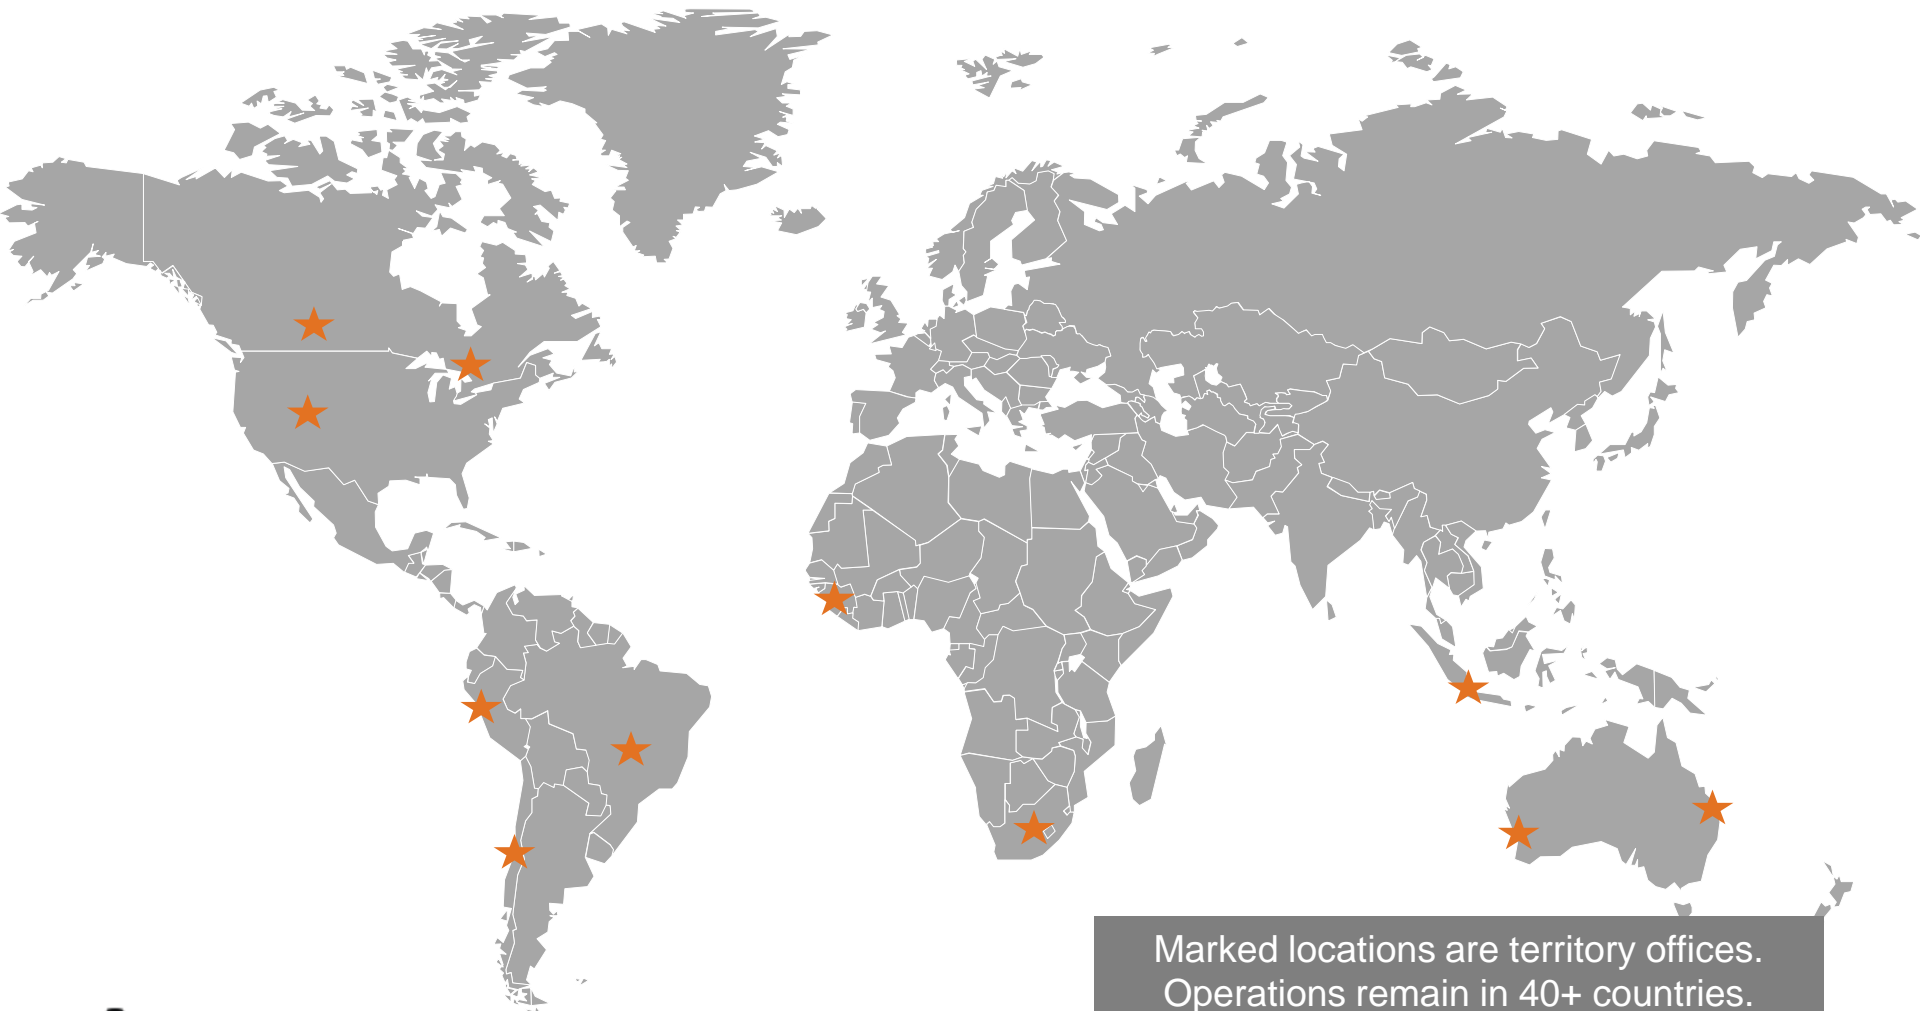 Marked locations are territory offices.
Operations remain in 40+ countries.